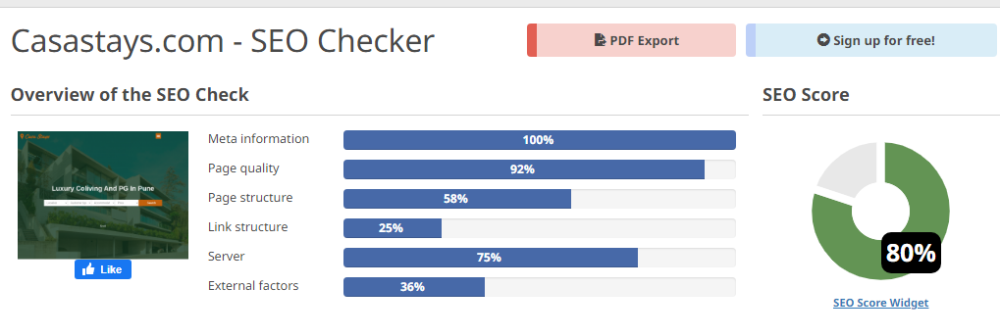 Casastays.com - SEO Checker
PDF Export
Sign up for free!
Overview of the SEO Check
SEO Score
Casa Stays
Luxury Coliving And PG In Pune
Like
Meta information 100%
Page quality 92%
Page structure 58%
Link structure 25%
Server 75%
External factors 36%
80%
SEO Score Widget